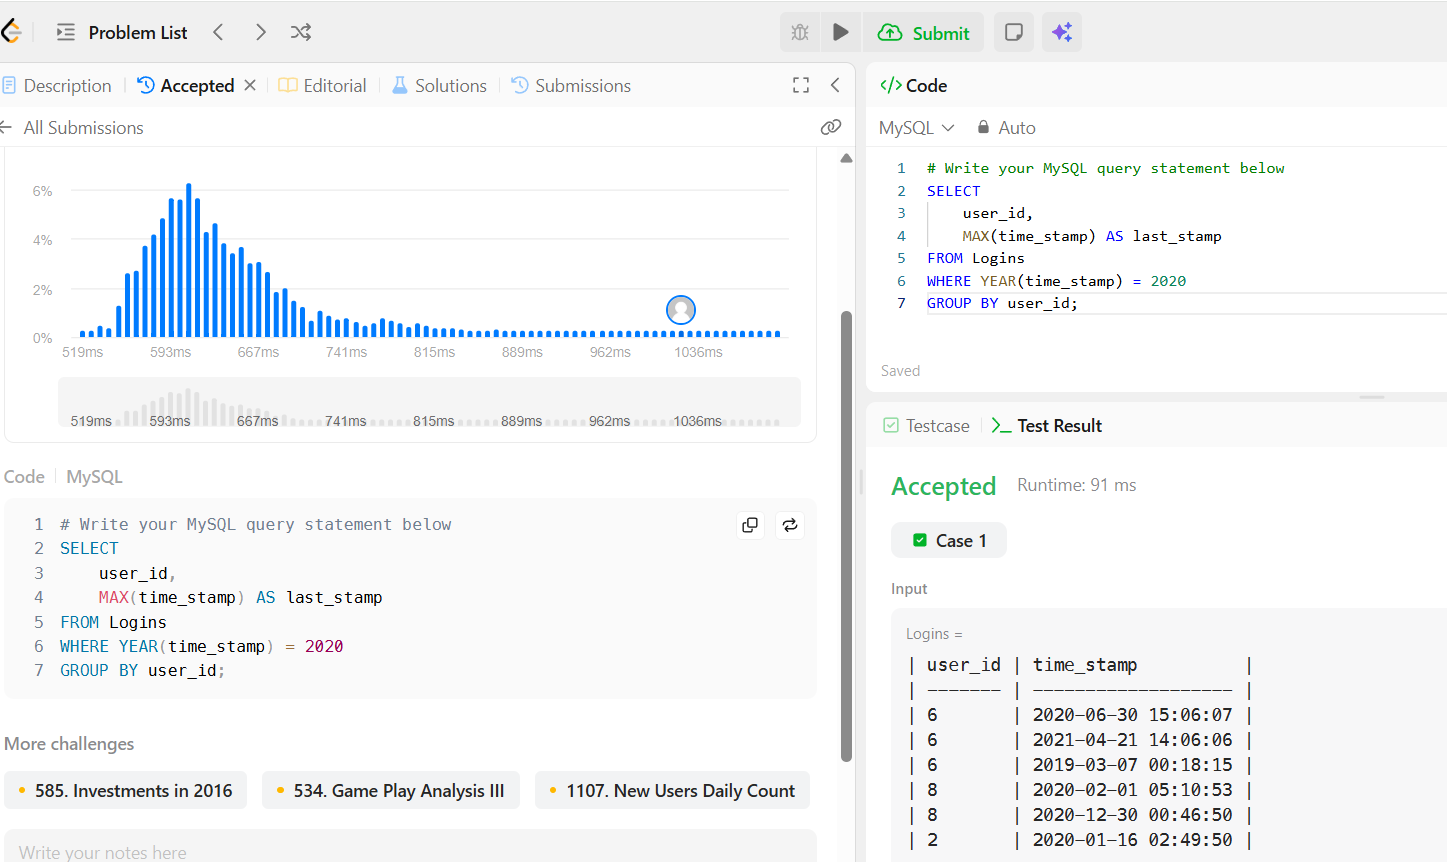 Problem List
Submit
Description
Accepted
Editorial
Solutions
Submissions
All Submissions
6%
4%
2%
0%
519ms 593ms 667ms 741ms 815ms 889ms 962ms 1036ms
519ms 593ms 667ms 741ms 815ms 889ms 962ms 1036ms
Code MySQL
1 # Write your MySQL query statement below
2 SELECT
3 user_id,
4 MAX(time_stamp) AS last_stamp
5 FROM Logins
6 WHERE YEAR(time_stamp) = 2020
7 GROUP BY user_id;
More challenges
585. Investments in 2016
534. Game Play Analysis III
1107. New Users Daily Count
Write your notes here
</> Code
MySQL Auto
1 # Write your MySQL query statement below
2 SELECT
3 user_id,
4 MAX(time_stamp) AS last_stamp
5 FROM Logins
6 WHERE YEAR(time_stamp) = 2020
7 GROUP BY user_id;
Saved
Testcase
Test Result
Accepted Runtime: 91 ms
Case 1
Input
Logins =
| user_id | time_stamp |
| ------- | ------------------- |
| 6 | 2020-06-30 15:06:07 |
| 6 | 2021-04-21 14:06:06 |
| 6 | 2019-03-07 00:18:15 |
| 8 | 2020-02-01 05:10:53 |
| 8 | 2020-12-30 00:46:50 |
| 2 | 2020-01-16 02:49:50 |